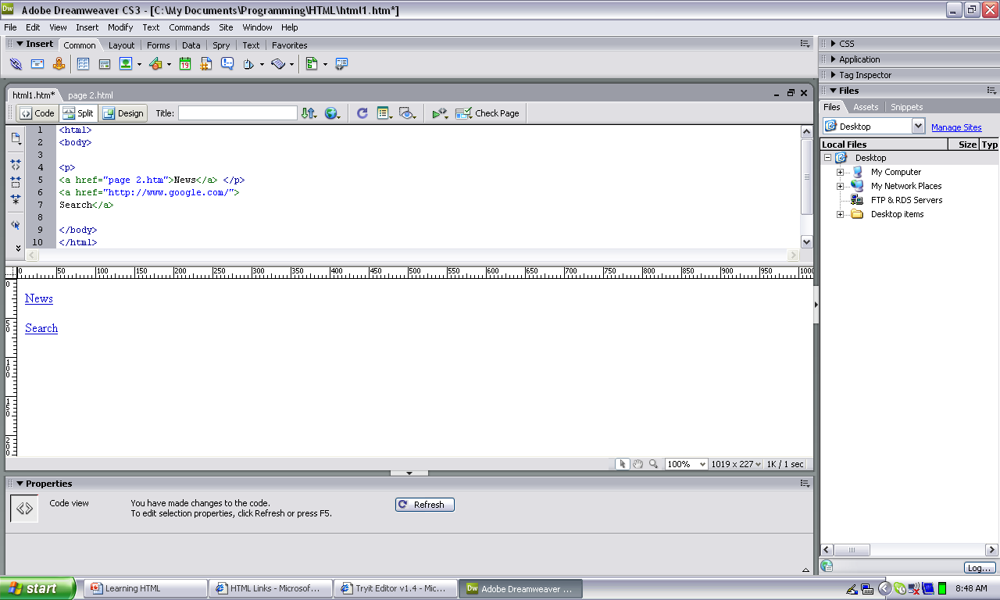 Adobe Dreamweaver CS3 - [C:\My Documents\Programming\HTML\html1.htm*]
File Edit View Insert Modify Text Commands Site Window Help
Insert Common Layout Forms Data Spry Text Favorites
html1.htm* page 2.html
Code Split Design Title: Check Page
1 <html>
2 <body>
3
4 <p>
5 <a href="page 2.htm">News</a> </p>
6 <a href="http://www.google.com/">
7 Search</a>
8
9 </body>
10 </html>
0 50 100 150 200 250 300 350 400 450 500 550 600 650 700 750 800 850 900 950 1000
0
50
100
150
200
News
Search
100% 1019 x 227 1K / 1 sec
Properties
Code view You have made changes to the code.
To edit selection properties, click Refresh or press F5.
Refresh
CSS
Application
Tag Inspector
Files
Files Assets Snippets
Desktop Manage Sites
Local Files Size Typ
Desktop
My Computer
My Network Places
FTP & RDS Servers
Desktop items
Log...
start Learning HTML HTML Links - Microsof... Tryit Editor v1.4 - Mic... Dw Adobe Dreamweaver ... 8:48 AM